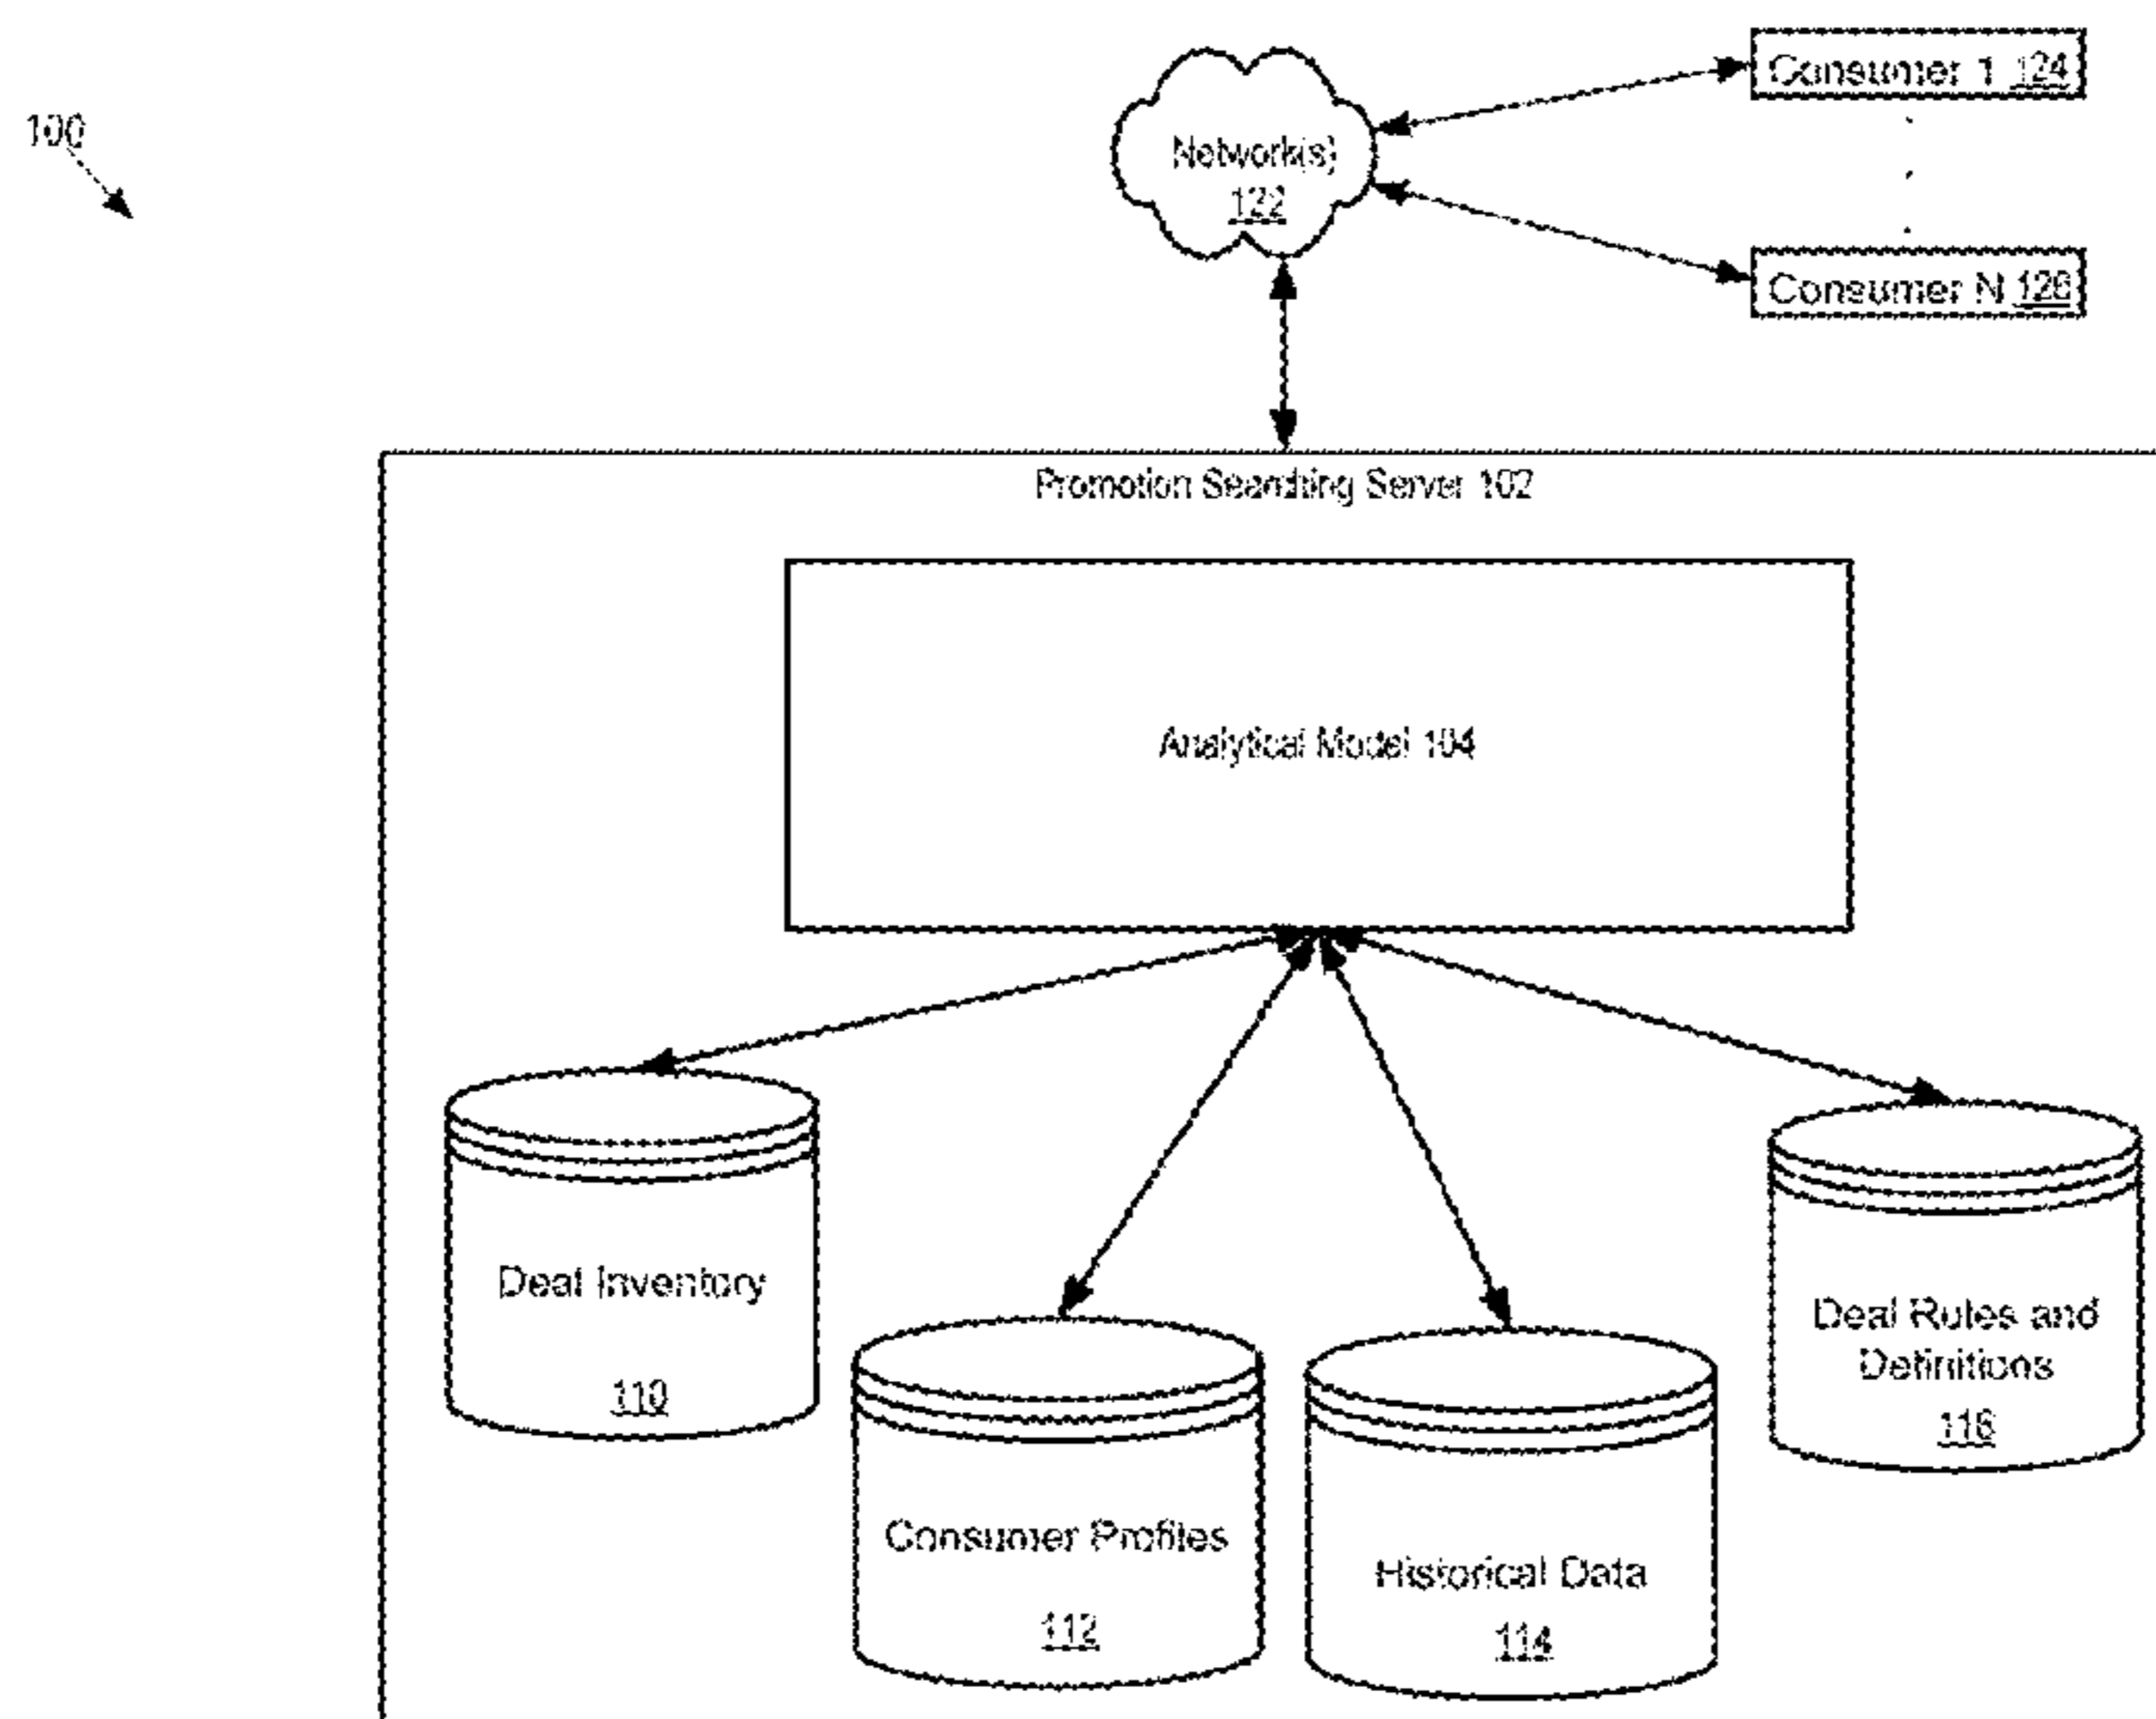 100
Consumer 1 124
Network(s)
122
Consumer N 126
Promotion Searching Server 102
Analytical Model 104
Deal Inventory
110
Deal Rules and
Definitions
116
Consumer Profiles
112
Historical Data
114